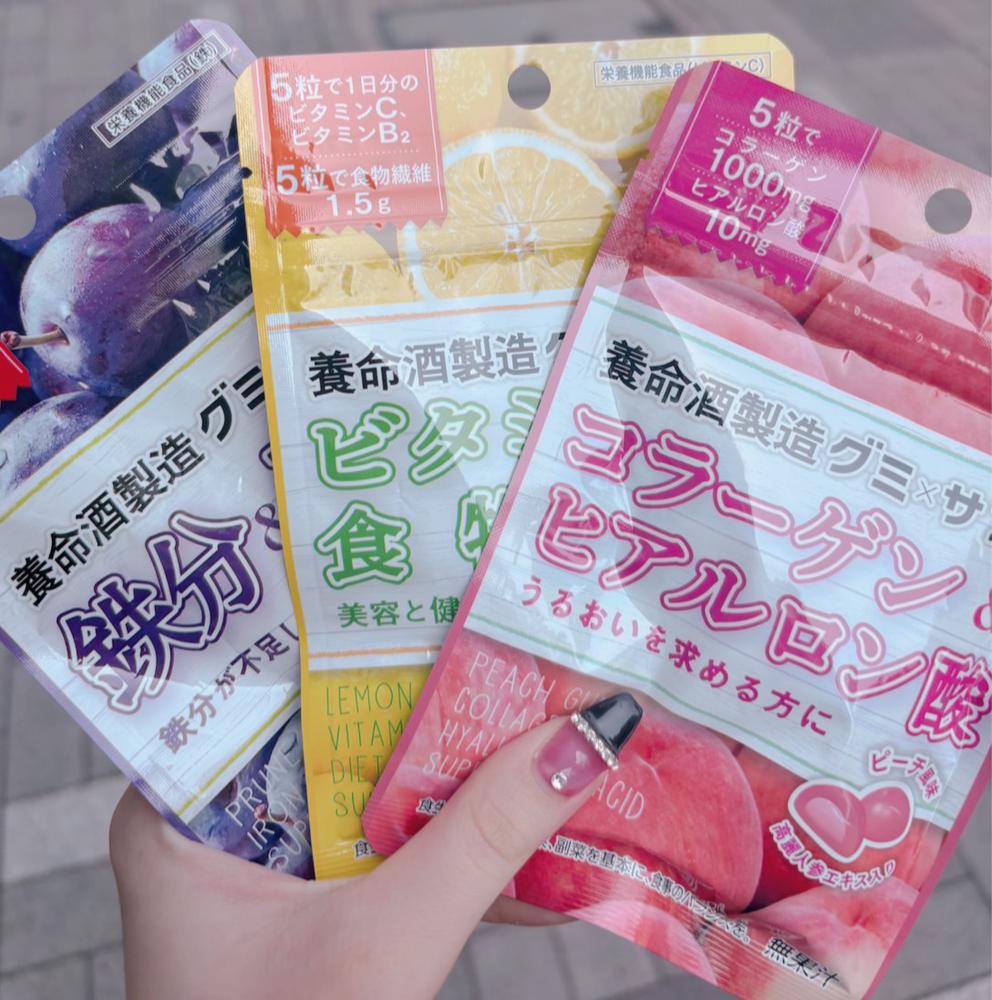 栄養機能食品(鉄)
養命酒製造 グミ
鉄分 &
鉄分が不足し
PRUNE
IRON
SUP
5粒で1日分の
ビタミンC、
ビタミンB2
5粒で食物繊維
1.5g
栄養機能食品
養命酒製造
ビタミ
食物
美容と健
LEMON
VITAM
DIET
SU
5粒で
コラーゲン
1000mg
ヒアルロン酸
10mg
養命酒製造グミ×サ
コラーゲン &
ヒアルロン酸
うるおいを求める方に
PEACH GU
COLLAG
HYAL ACID
SUP
ピーチ風味
高麗人参エキス入り
副菜を基本に、食事のバランスを。
無果汁